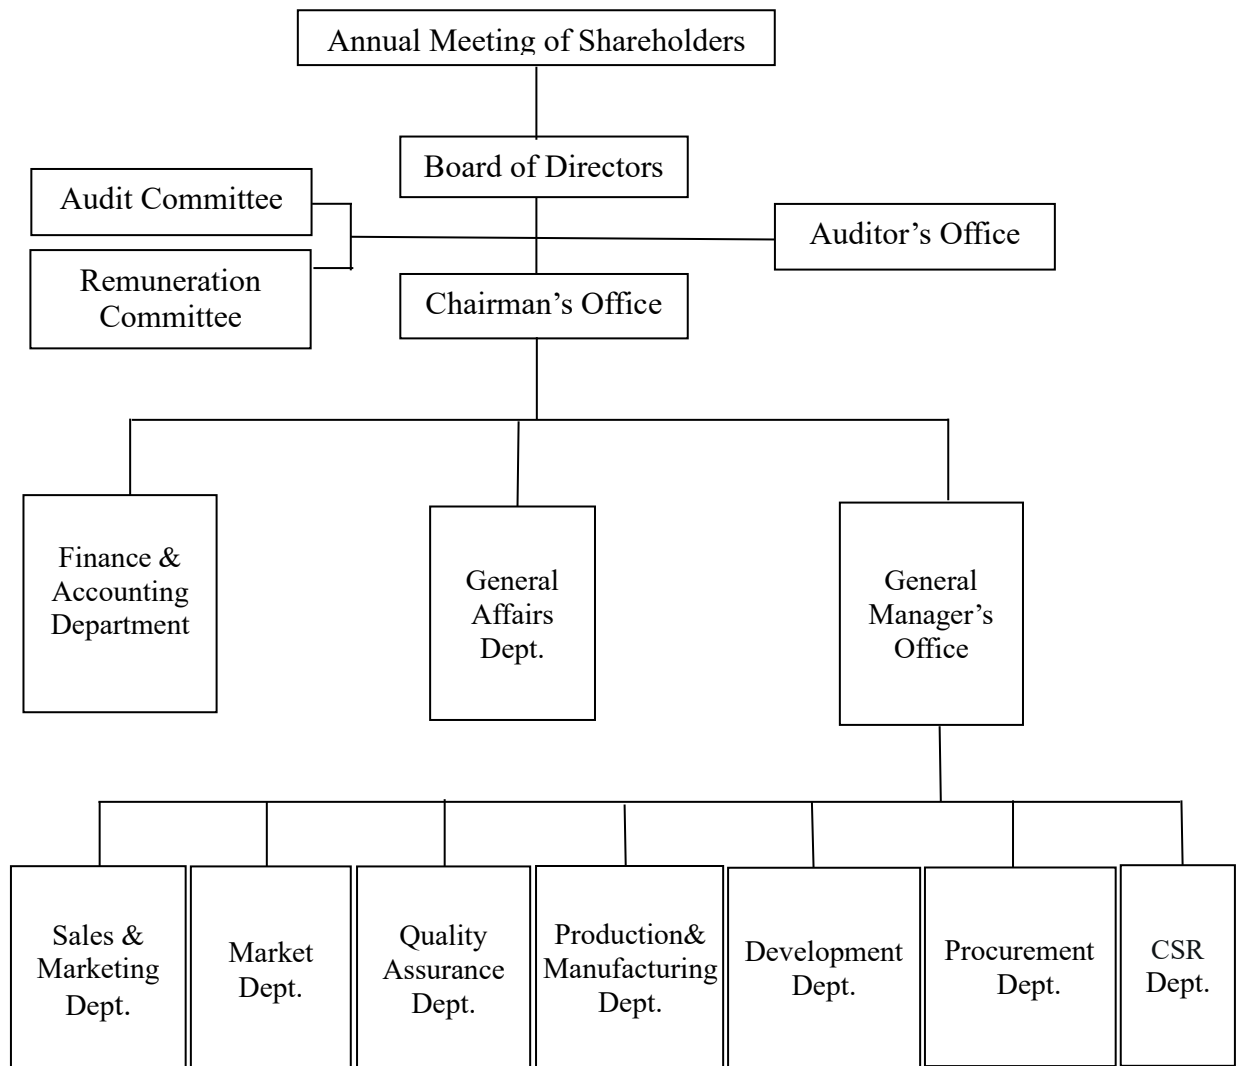 Annual Meeting of Shareholders
Board of Directors
Audit Committee
Auditor’s Office
Remuneration
Committee
Chairman’s Office
Finance &
Accounting
Department
General
Affairs
Dept.
General
Manager’s
Office
Sales &
Marketing
Dept.
Market
Dept.
Quality
Assurance
Dept.
Production&
Manufacturing
Dept.
Development
Dept.
Procurement
Dept.
CSR
Dept.